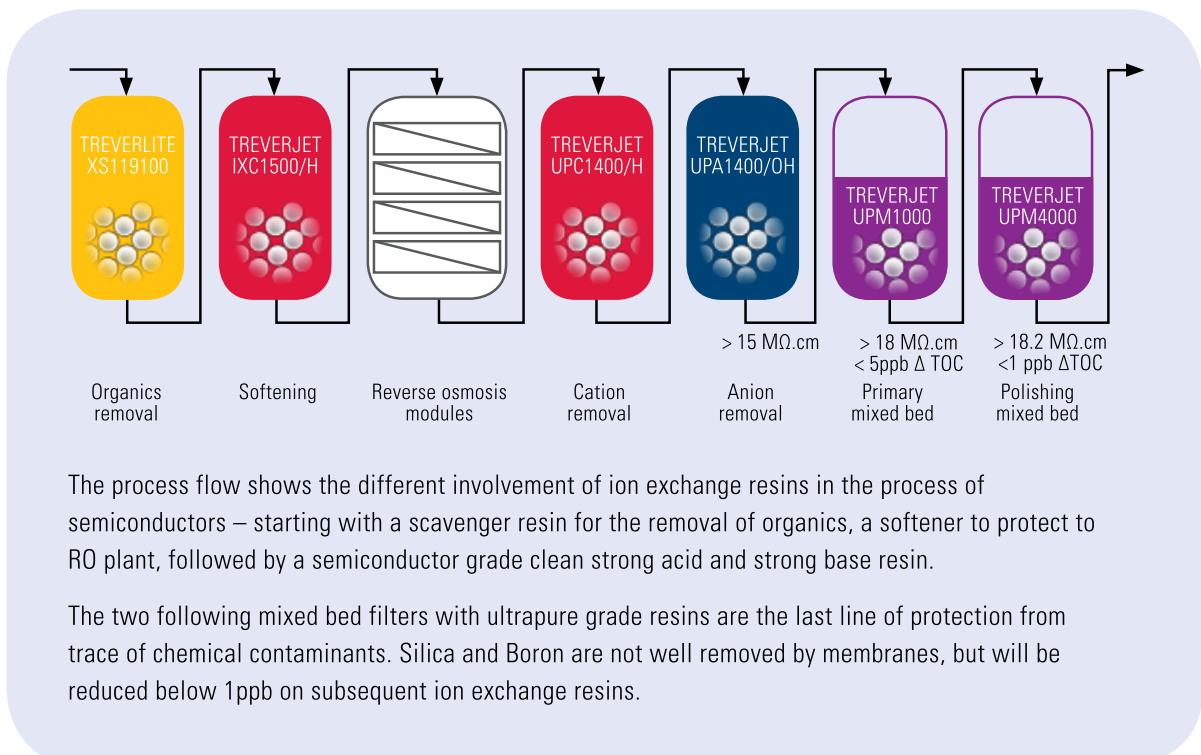 TREVERLITE
XS119100
TREVERJET
IXC1500/H
TREVERJET
UPC1400/H
TREVERJET
UPA1400/OH
TREVERJET
UPM1000
TREVERJET
UPM4000
> 15 MΩ.cm
> 18 MΩ.cm
< 5ppb Δ TOC
> 18.2 MΩ.cm
<1 ppb ΔTOC
Organics
removal
Softening
Reverse osmosis
modules
Cation
removal
Anion
removal
Primary
mixed bed
Polishing
mixed bed
The process flow shows the different involvement of ion exchange resins in the process of
semiconductors – starting with a scavenger resin for the removal of organics, a softener to protect to
RO plant, followed by a semiconductor grade clean strong acid and strong base resin.
The two following mixed bed filters with ultrapure grade resins are the last line of protection from
trace of chemical contaminants. Silica and Boron are not well removed by membranes, but will be
reduced below 1ppb on subsequent ion exchange resins.